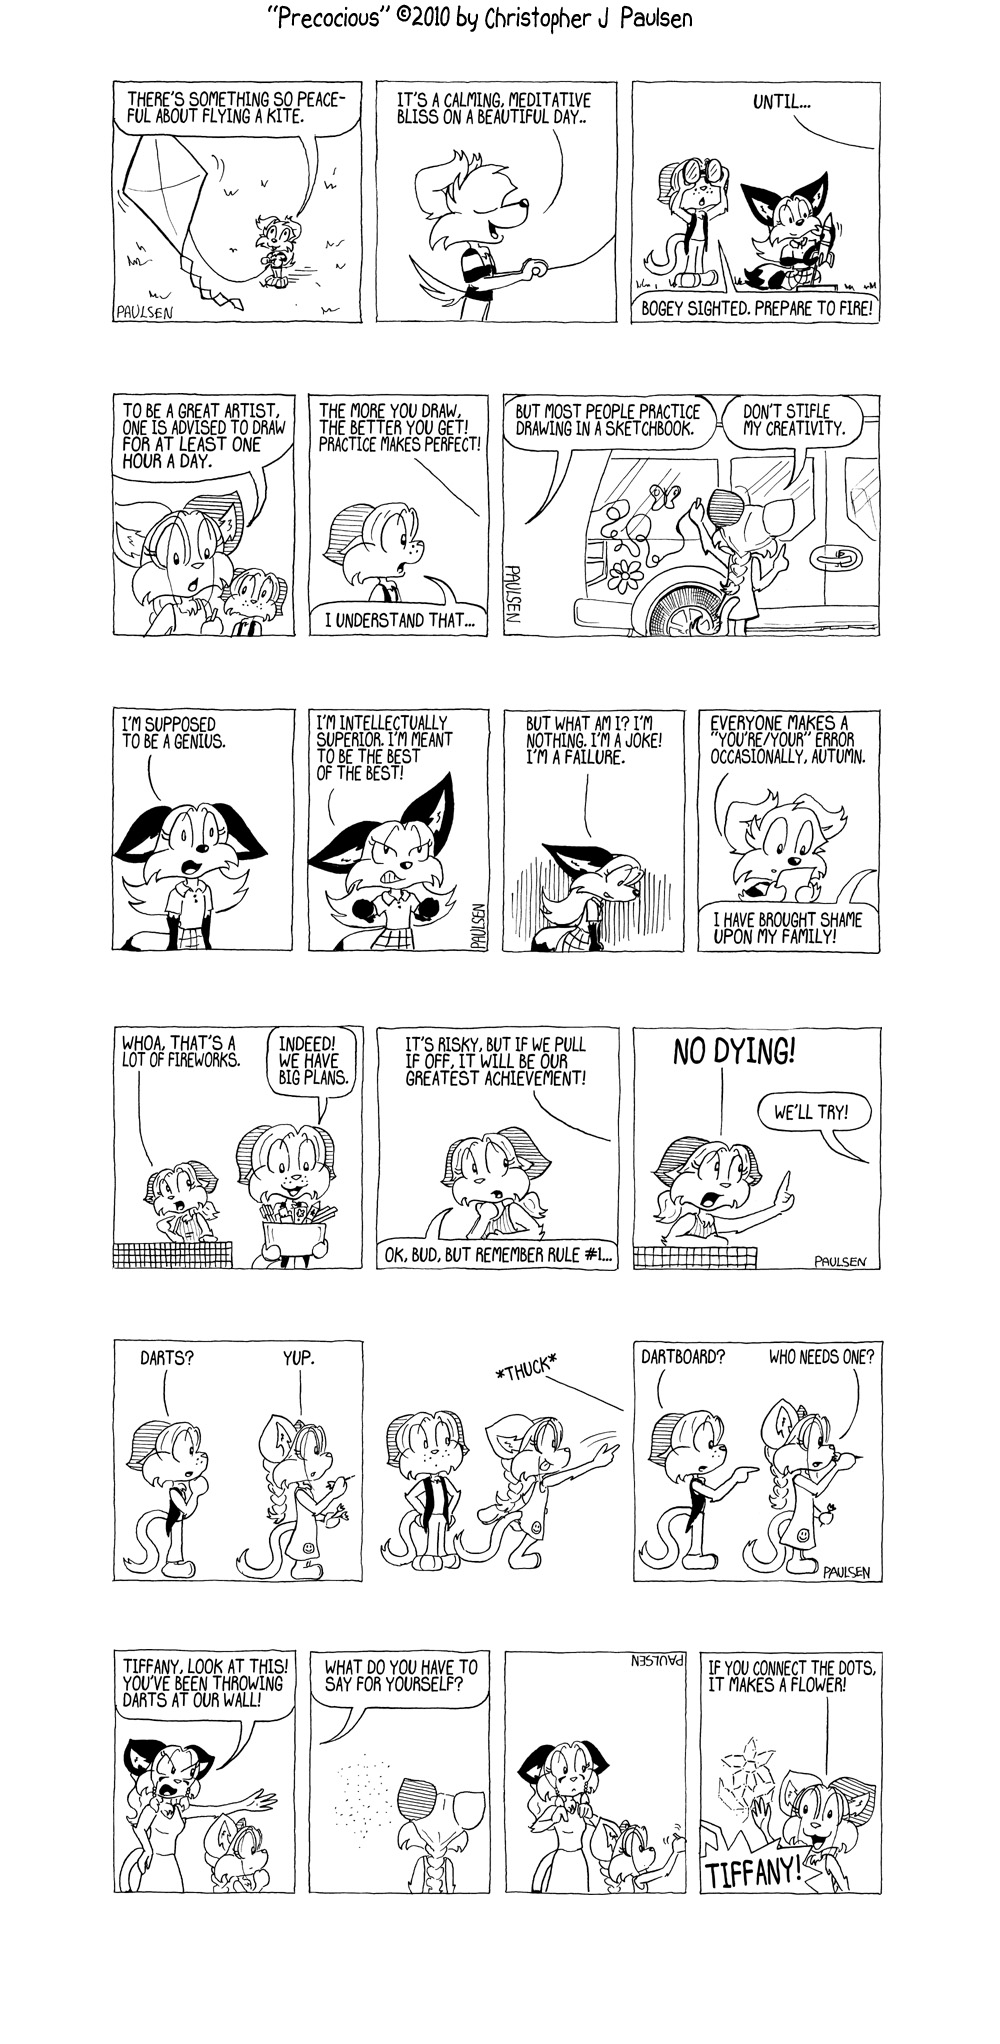 "Precocious" ©2010 by Christopher J Paulsen
THERE'S SOMETHING SO PEACE-
FUL ABOUT FLYING A KITE.
PAULSEN
IT'S A CALMING, MEDITATIVE
BLISS ON A BEAUTIFUL DAY..
UNTIL...
BOGEY SIGHTED. PREPARE TO FIRE!
TO BE A GREAT ARTIST,
ONE IS ADVISED TO DRAW
FOR AT LEAST ONE
HOUR A DAY.
THE MORE YOU DRAW,
THE BETTER YOU GET!
PRACTICE MAKES PERFECT!
I UNDERSTAND THAT...
BUT MOST PEOPLE PRACTICE
DRAWING IN A SKETCHBOOK.
DON'T STIFLE
MY CREATIVITY.
PAULSEN
I'M SUPPOSED
TO BE A GENIUS.
I'M INTELLECTUALLY
SUPERIOR. I'M MEANT
TO BE THE BEST
OF THE BEST!
PAULSEN
BUT WHAT AM I? I'M
NOTHING. I'M A JOKE!
I'M A FAILURE.
EVERYONE MAKES A
"YOU'RE/YOUR" ERROR
OCCASIONALLY, AUTUMN.
I HAVE BROUGHT SHAME
UPON MY FAMILY!
WHOA, THAT'S A
LOT OF FIREWORKS.
INDEED!
WE HAVE
BIG PLANS.
IT'S RISKY, BUT IF WE PULL
IF OFF, IT WILL BE OUR
GREATEST ACHIEVEMENT!
OK, BUD, BUT REMEMBER RULE #1...
NO DYING!
WE'LL TRY!
PAULSEN
DARTS?
YUP.
*THUCK*
DARTBOARD?
WHO NEEDS ONE?
PAULSEN
TIFFANY, LOOK AT THIS!
YOU'VE BEEN THROWING
DARTS AT OUR WALL!
WHAT DO YOU HAVE TO
SAY FOR YOURSELF?
PAULSEN
IF YOU CONNECT THE DOTS,
IT MAKES A FLOWER!
TIFFANY!